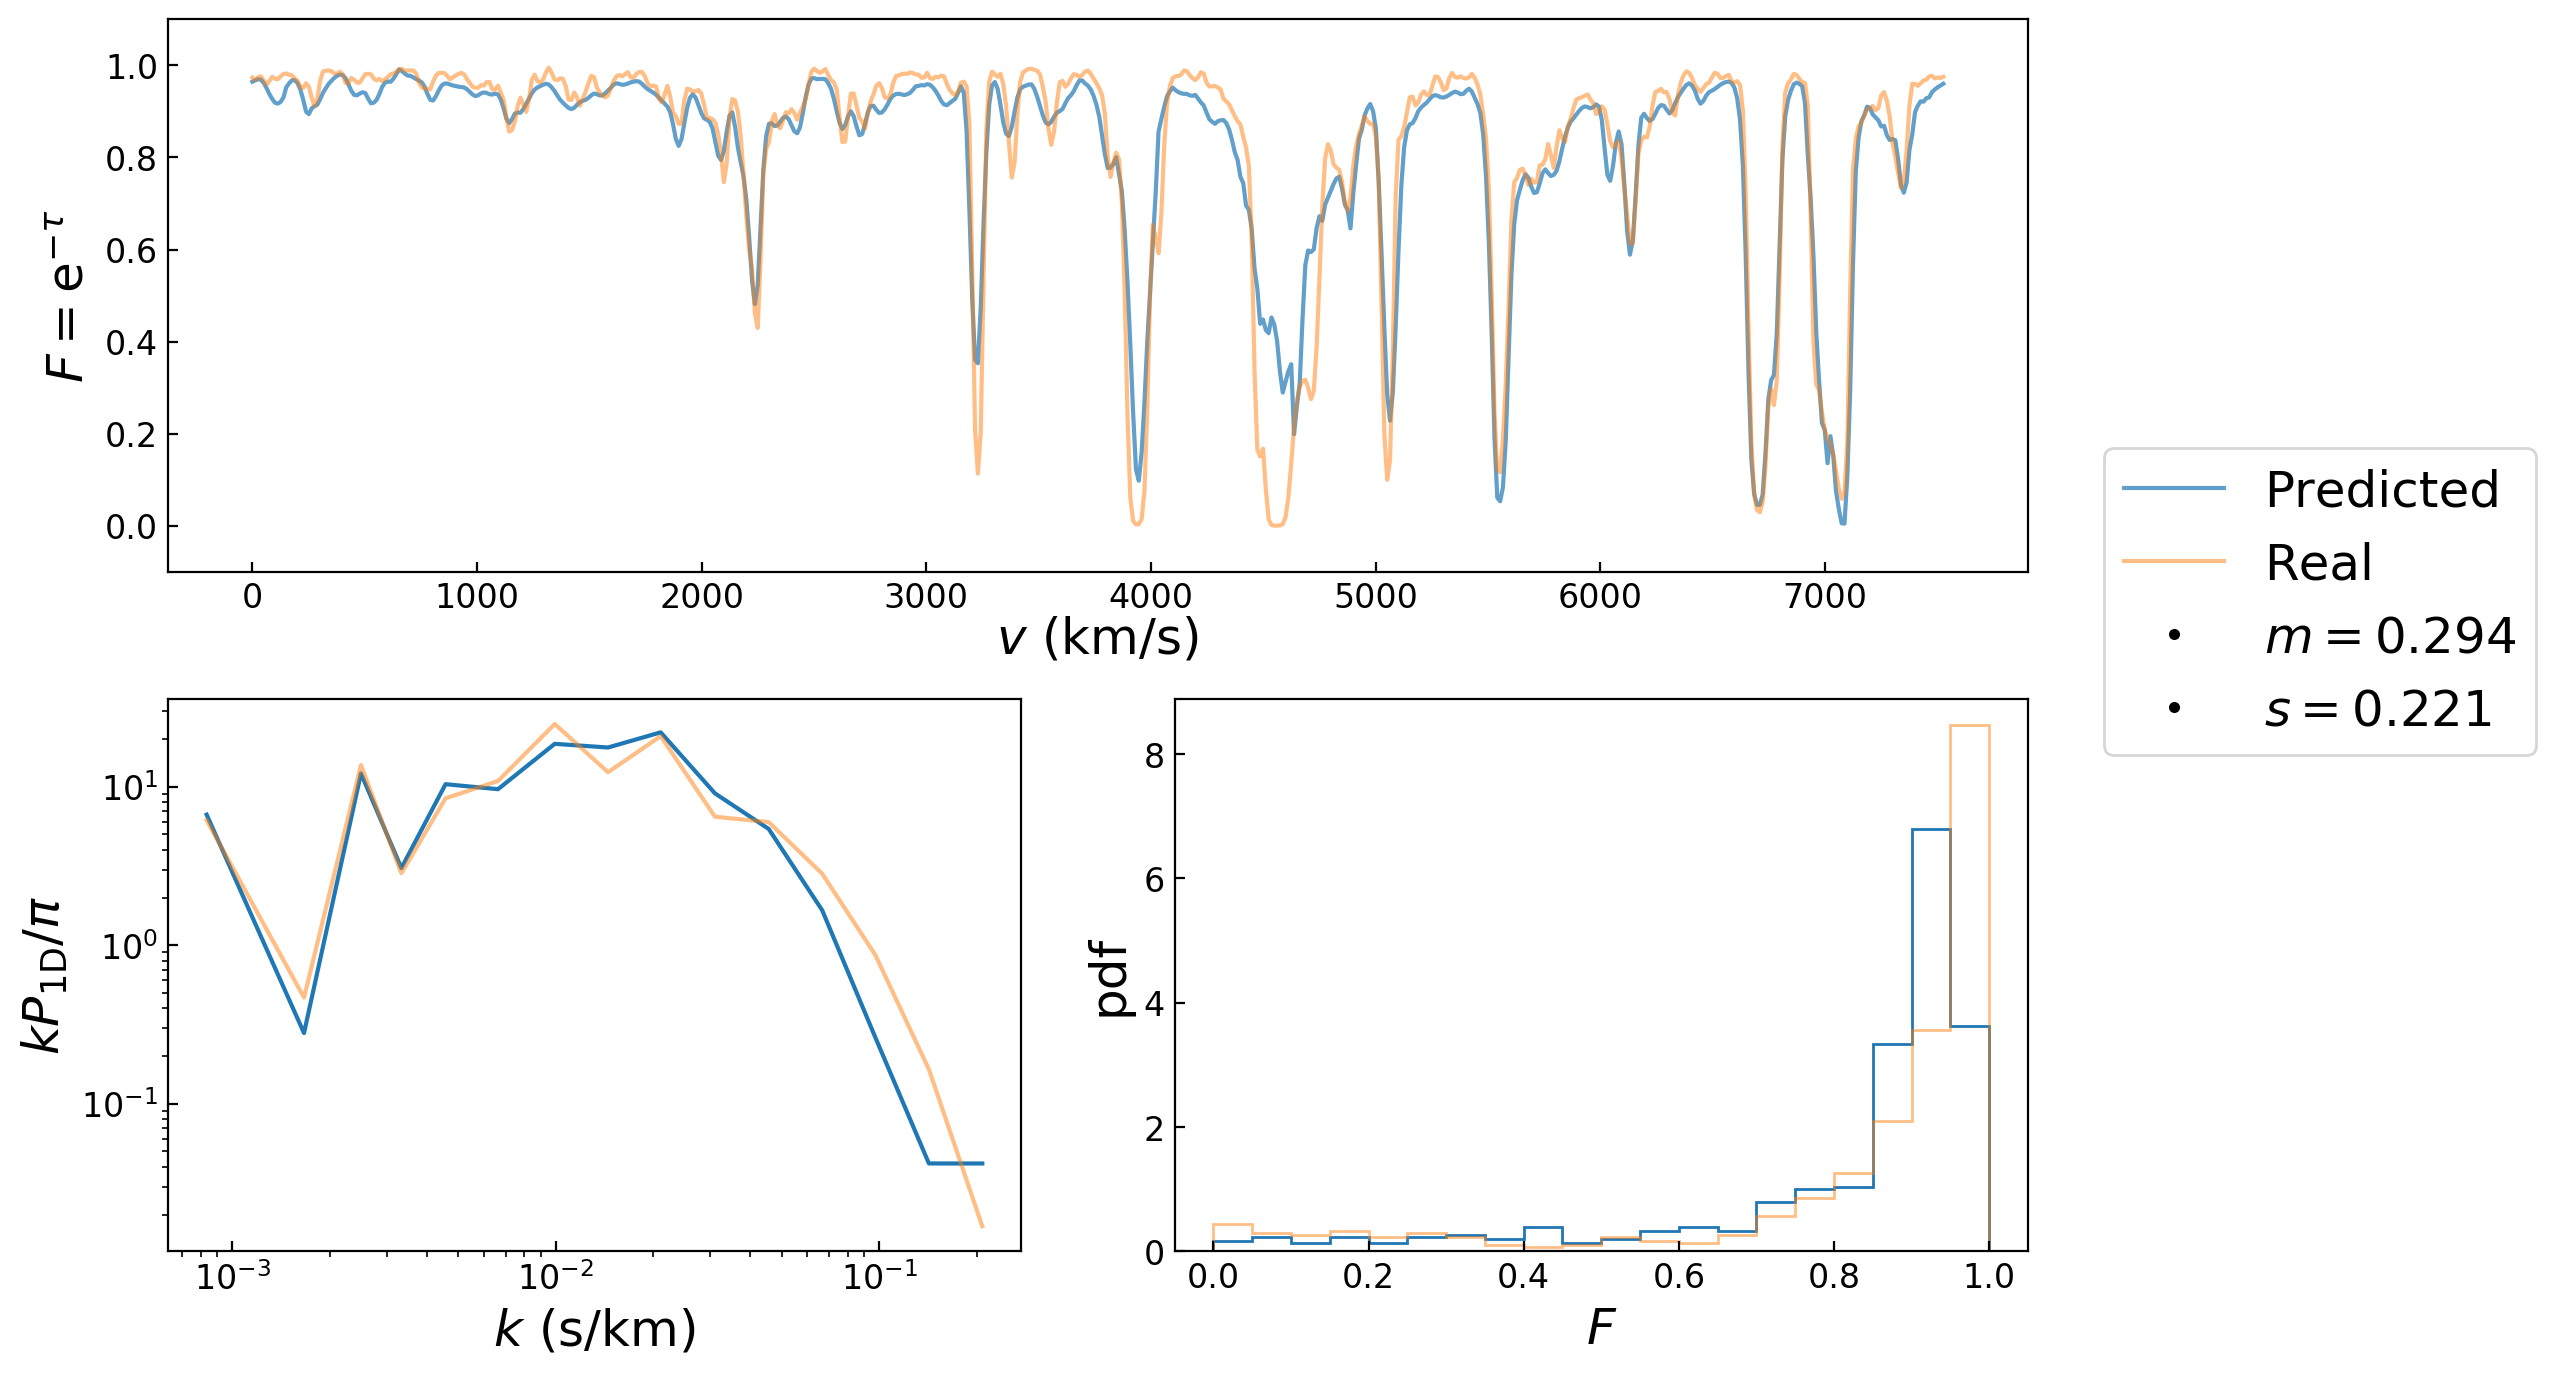 1.0
0.8
0.6
0.4
0.2
0.0
F = e^{−τ}
0 1000 2000 3000 4000 5000 6000 7000
v (km/s)
Predicted
Real
m = 0.294
s = 0.221
10^1
10^0
10^{−1}
kP_{1D}/π
10^{−3} 10^{−2} 10^{−1}
k (s/km)
8
6
4
2
0
pdf
0.0 0.2 0.4 0.6 0.8 1.0
F